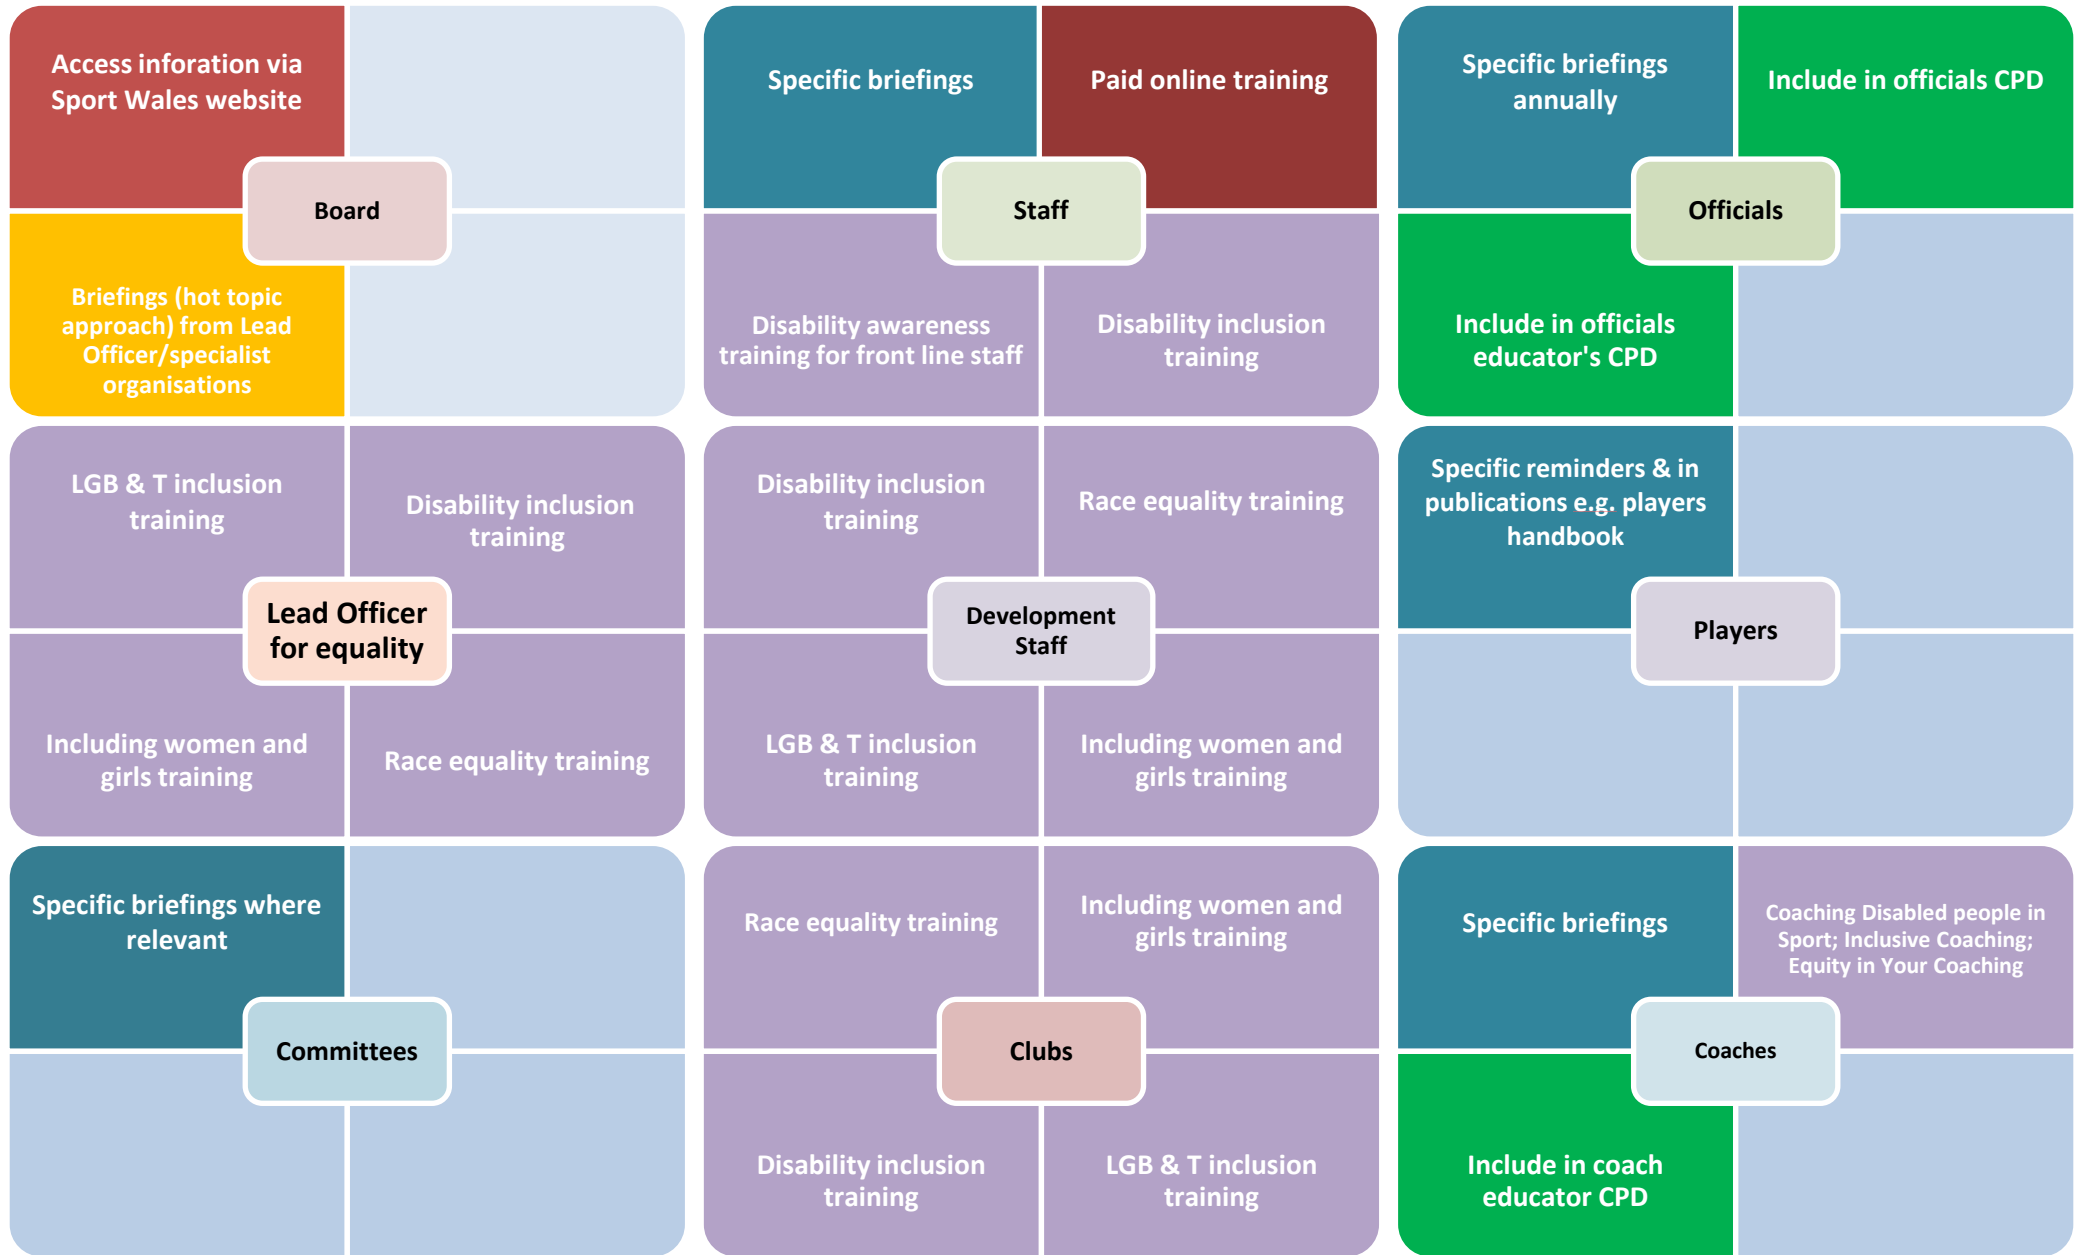 Access inforation via
Sport Wales website
Board
Briefings (hot topic
approach) from Lead
Officer/specialist
organisations
Specific briefings
Paid online training
Staff
Disability awareness
training for front line staff
Disability inclusion
training
Specific briefings
annually
Include in officials CPD
Officials
Include in officials
educator's CPD
LGB & T inclusion
training
Disability inclusion
training
Lead Officer
for equality
Including women and
girls training
Race equality training
Disability inclusion
training
Race equality training
Development
Staff
LGB & T inclusion
training
Including women and
girls training
Specific reminders & in
publications e.g. players
handbook
Players
Specific briefings where
relevant
Committees
Race equality training
Including women and
girls training
Clubs
Disability inclusion
training
LGB & T inclusion
training
Specific briefings
Coaching Disabled people in
Sport; Inclusive Coaching;
Equity in Your Coaching
Coaches
Include in coach
educator CPD